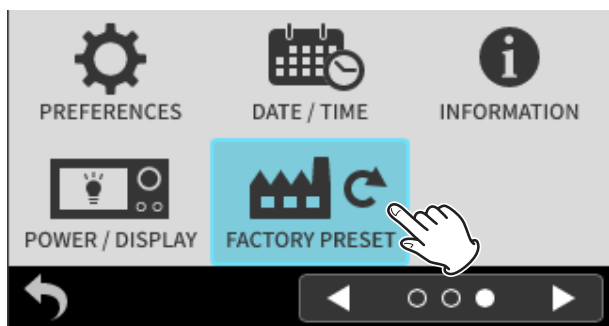 PREFERENCES
DATE / TIME
INFORMATION
POWER / DISPLAY
FACTORY PRESET